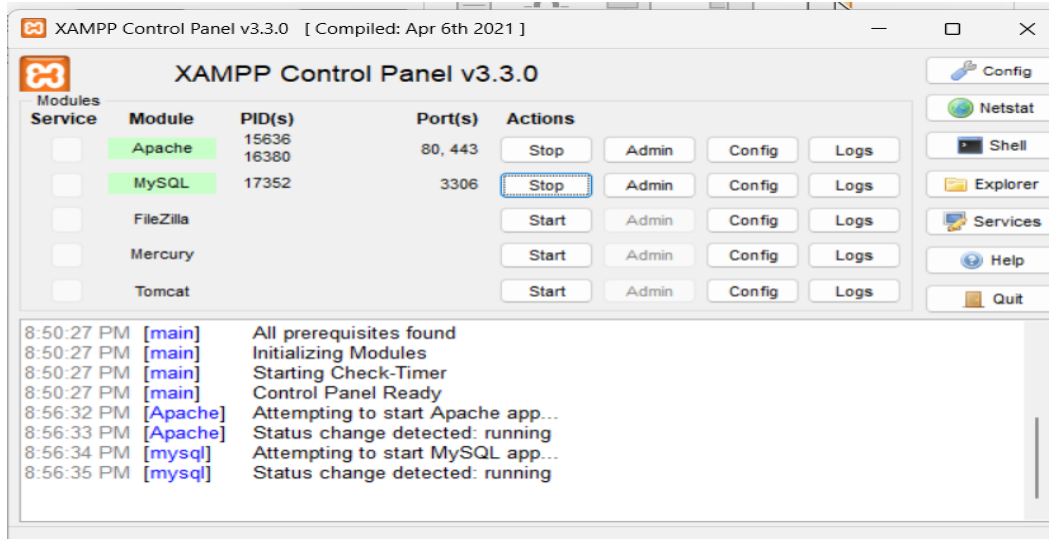 XAMPP Control Panel v3.3.0 [ Compiled: Apr 6th 2021 ]
XAMPP Control Panel v3.3.0
Config
Modules
Service Module PID(s) Port(s) Actions
Netstat
Apache 15636 16380 80, 443 Stop Admin Config Logs
Shell
MySQL 17352 3306 Stop Admin Config Logs
Explorer
FileZilla Start Admin Config Logs
Services
Mercury Start Admin Config Logs
Help
Tomcat Start Admin Config Logs
Quit
8:50:27 PM [main] All prerequisites found
8:50:27 PM [main] Initializing Modules
8:50:27 PM [main] Starting Check-Timer
8:50:27 PM [main] Control Panel Ready
8:56:32 PM [Apache] Attempting to start Apache app...
8:56:33 PM [Apache] Status change detected: running
8:56:34 PM [mysql] Attempting to start MySQL app...
8:56:35 PM [mysql] Status change detected: running